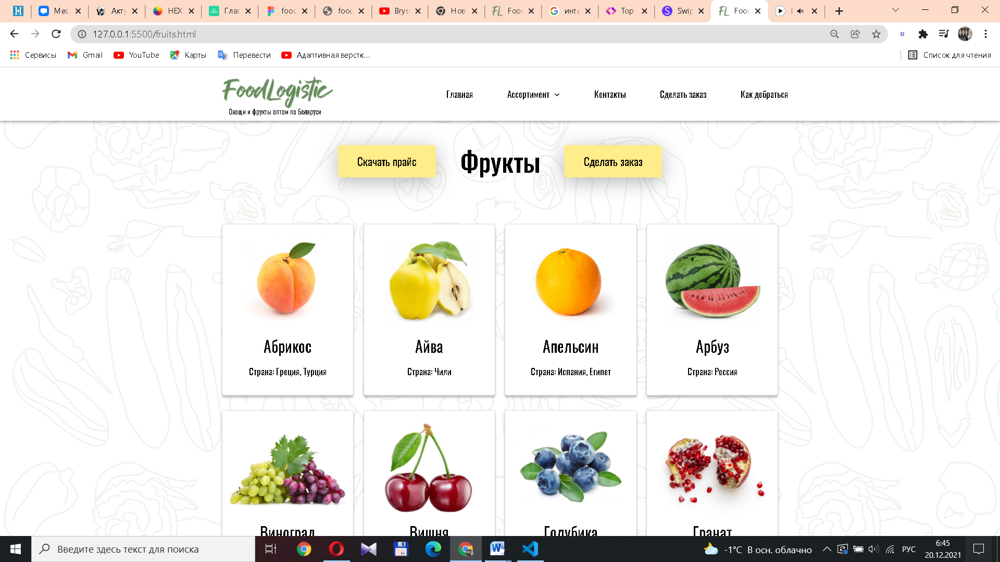 Мес
Акту
HEX
Глав
fooc
fooc
Brys
Нов
Fooc
инте
Top
Swip
Fooc
127.0.0.1:5500/fruits.html
Сервисы
Gmail
YouTube
Карты
Перевести
Адаптивная верстк...
Список для чтения
FoodLogistic
Овощи и фрукты оптом по Беларуси
Главная
Ассортимент
Контакты
Сделать заказ
Как добраться
Скачать прайс
Фрукты
Сделать заказ
Абрикос
Страна: Греция, Турция
Айва
Страна: Чили
Апельсин
Страна: Испания, Египет
Арбуз
Страна: Россия
Виноград
Вишня
Голубика
Гранат
Введите здесь текст для поиска
-1°C В осн. облачно
РУС
6:45
20.12.2021